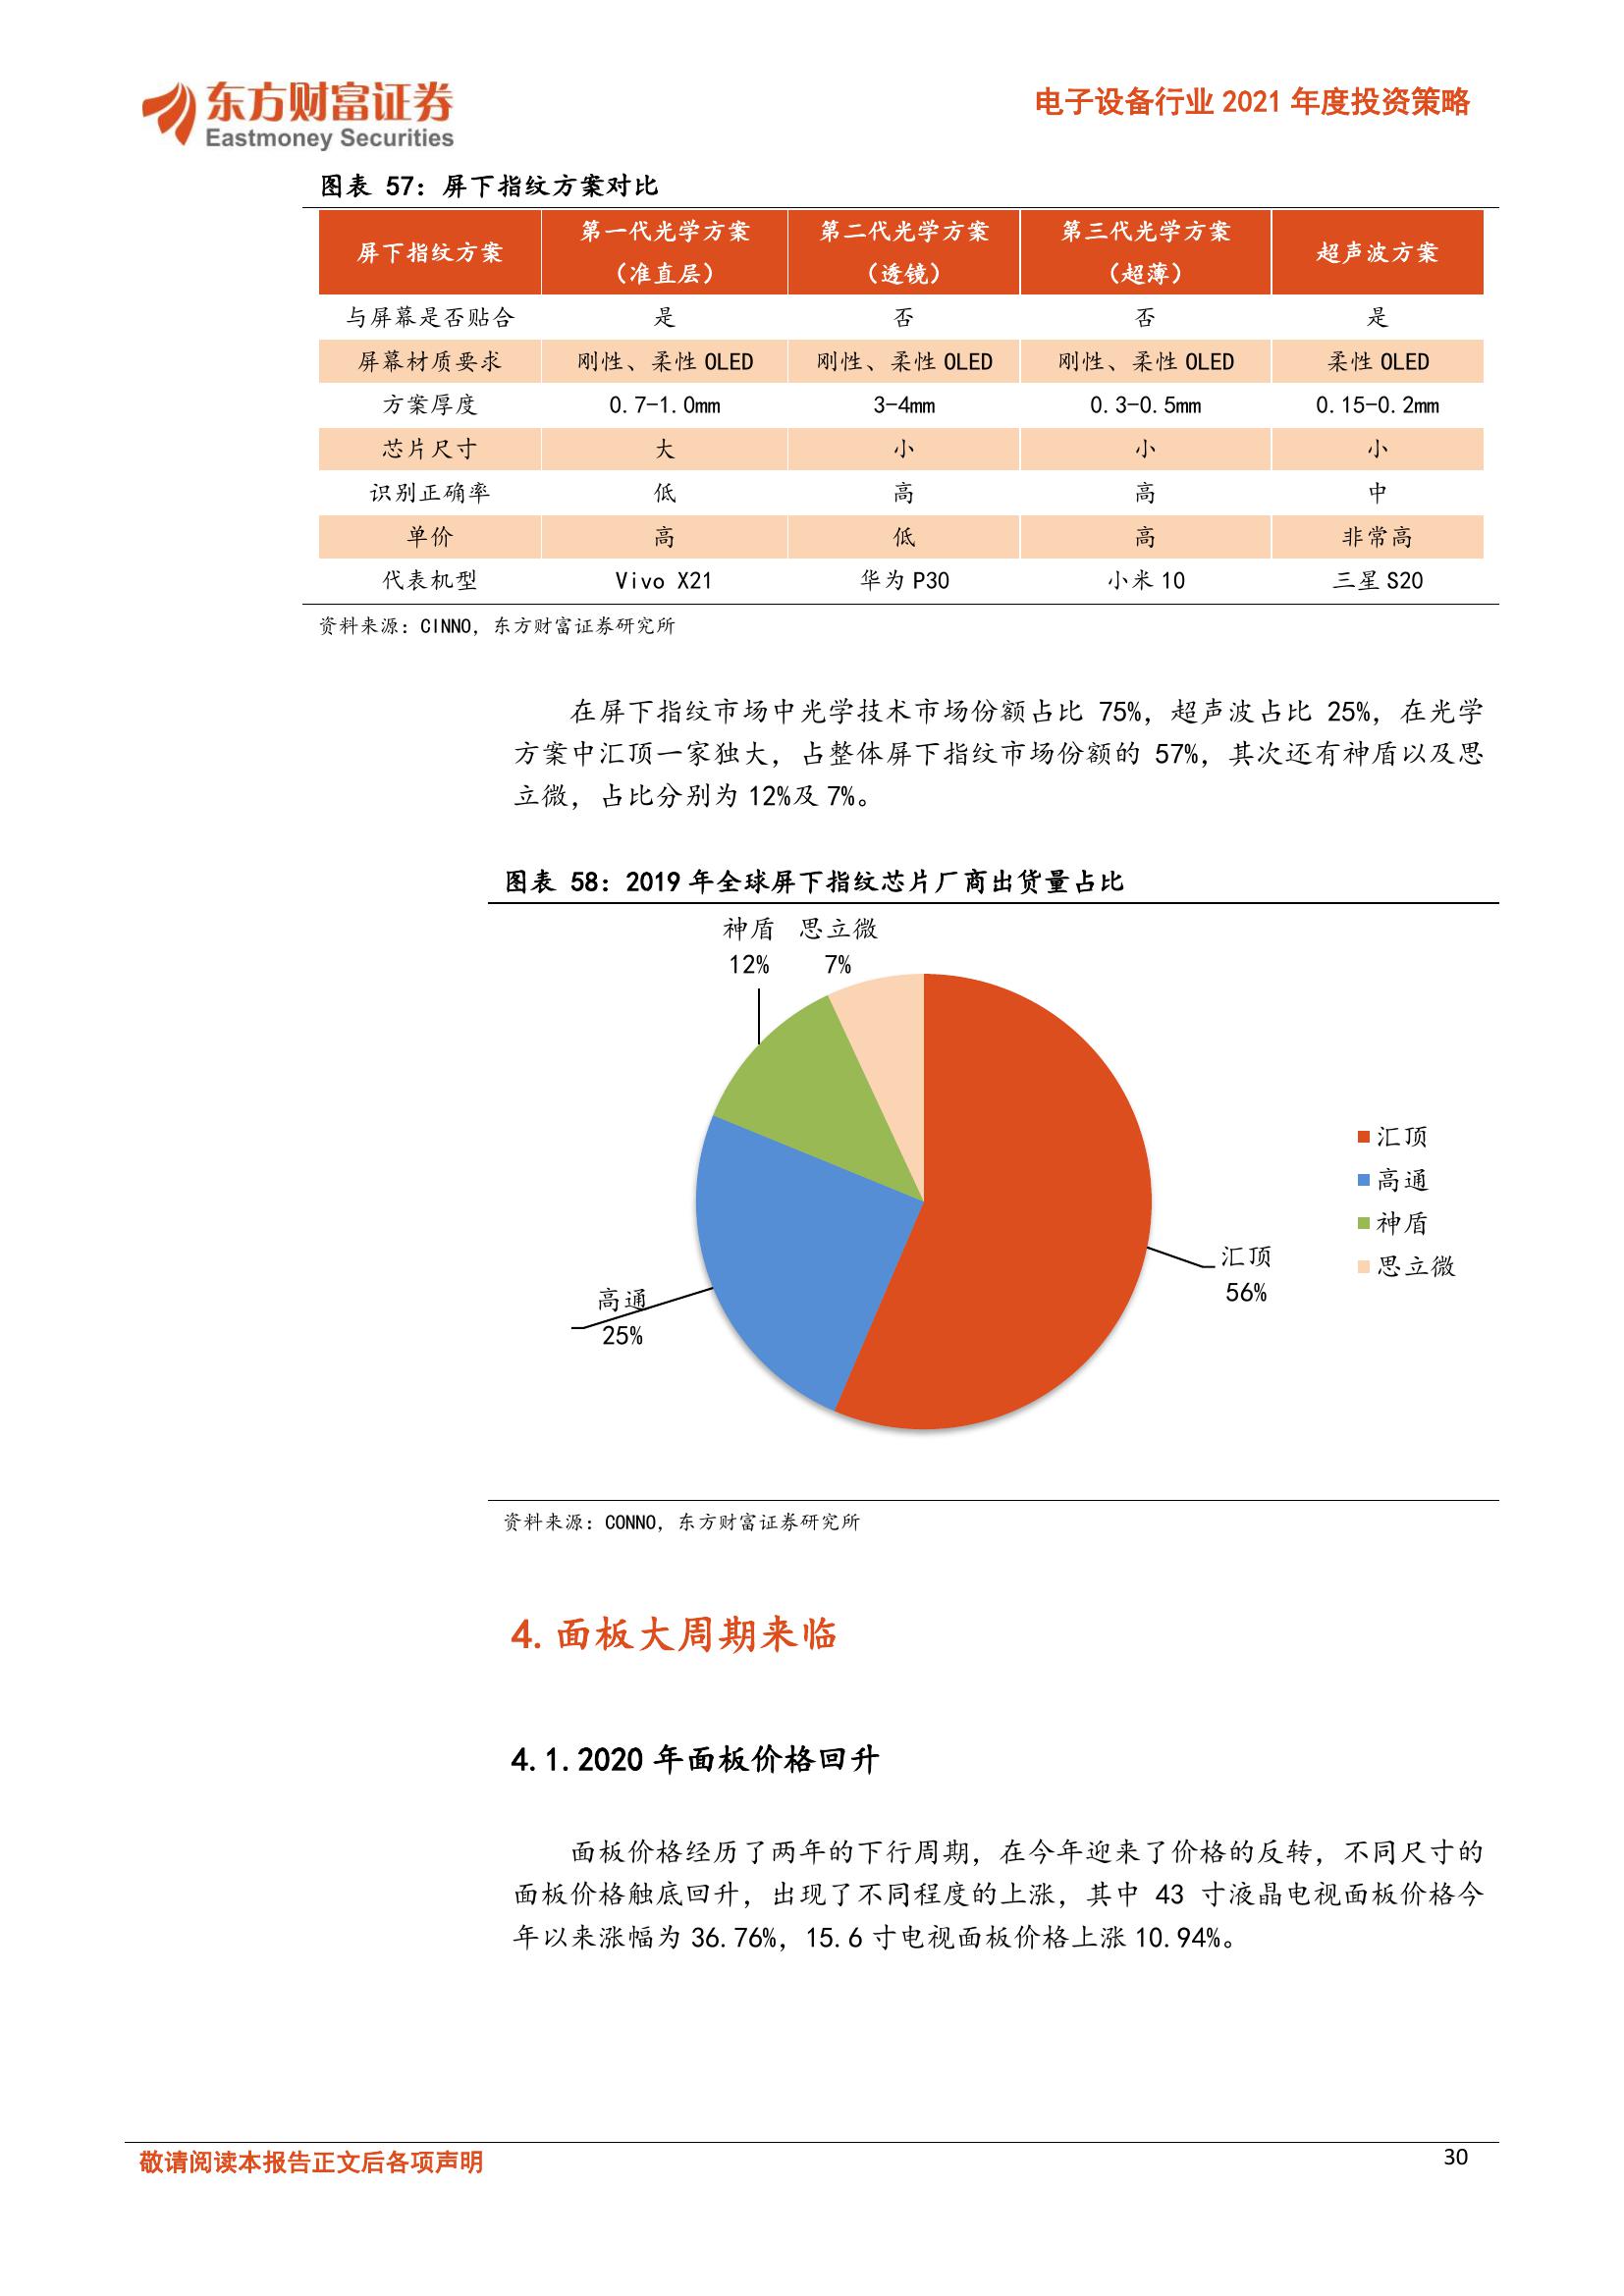 东方财富证券
Eastmoney Securities
电子设备行业 2021 年度投资策略
图表 57：屏下指纹方案对比
屏下指纹方案 第一代光学方案（准直层） 第二代光学方案（透镜） 第三代光学方案（超薄） 超声波方案
与屏幕是否贴合 是 否 否 是
屏幕材质要求 刚性、柔性 OLED 刚性、柔性 OLED 刚性、柔性 OLED 柔性 OLED
方案厚度 0.7-1.0mm 3-4mm 0.3-0.5mm 0.15-0.2mm
芯片尺寸 大 小 小 小
识别正确率 低 高 高 中
单价 高 低 高 非常高
代表机型 Vivo X21 华为 P30 小米 10 三星 S20
资料来源：CINNO，东方财富证券研究所
在屏下指纹市场中光学技术市场份额占比 75%，超声波占比 25%，在光学
方案中汇顶一家独大，占整体屏下指纹市场份额的 57%，其次还有神盾以及思
立微，占比分别为 12%及 7%。
图表 58：2019 年全球屏下指纹芯片厂商出货量占比
神盾 思立微
12% 7%
汇顶
高通
神盾
思立微
汇顶
56%
高通
25%
资料来源：CONNO，东方财富证券研究所
4.面板大周期来临
4.1.2020 年面板价格回升
面板价格经历了两年的下行周期，在今年迎来了价格的反转，不同尺寸的
面板价格触底回升，出现了不同程度的上涨，其中 43 寸液晶电视面板价格今
年以来涨幅为 36.76%，15.6 寸电视面板价格上涨 10.94%。
敬请阅读本报告正文后各项声明
30